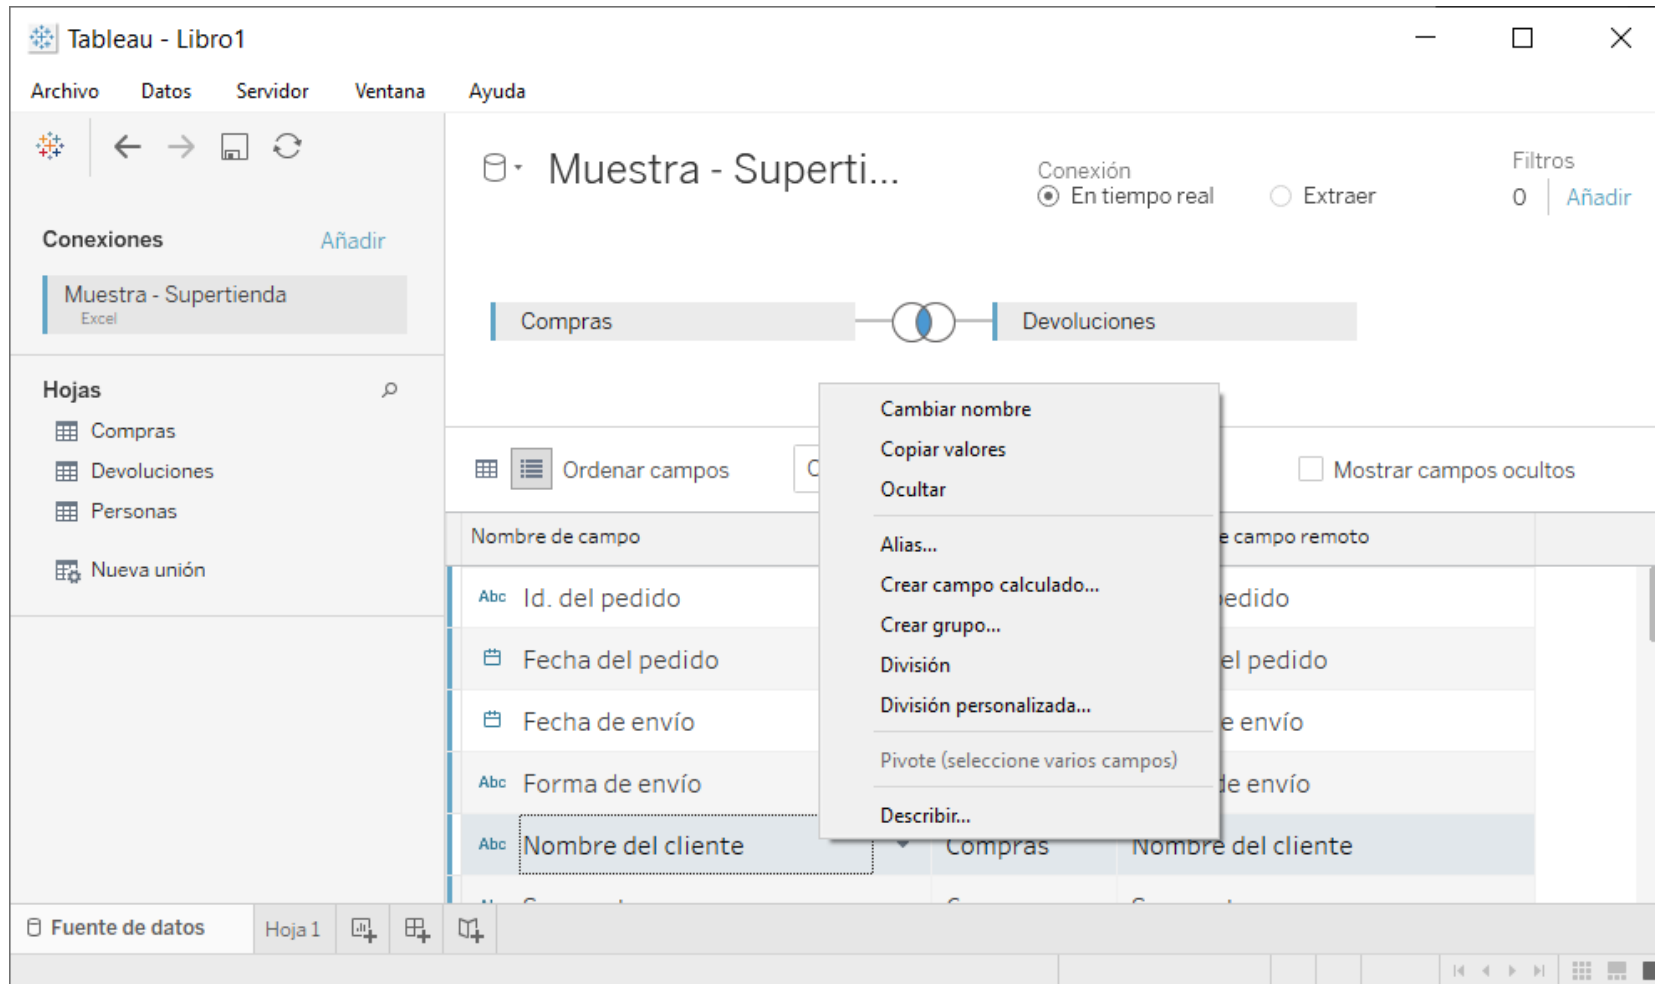 Tableau - Libro1
Archivo Datos Servidor Ventana Ayuda
Muestra - Superti...
Conexión
En tiempo real
Extraer
Filtros
0 Añadir
Conexiones Añadir
Muestra - Supertienda
Excel
Compras
Devoluciones
Hojas
Compras
Devoluciones
Personas
Nueva unión
Ordenar campos
Mostrar campos ocultos
Cambiar nombre
Copiar valores
Ocultar
Alias...
Crear campo calculado...
Crear grupo...
División
División personalizada...
Pivote (seleccione varios campos)
Describir...
Nombre de campo
campo remoto
Abc Id. del pedido
Fecha del pedido
el pedido
Fecha de envío
e envío
Abc Forma de envío
de envío
Abc Nombre del cliente Compras Nombre del cliente
Fuente de datos
Hoja 1